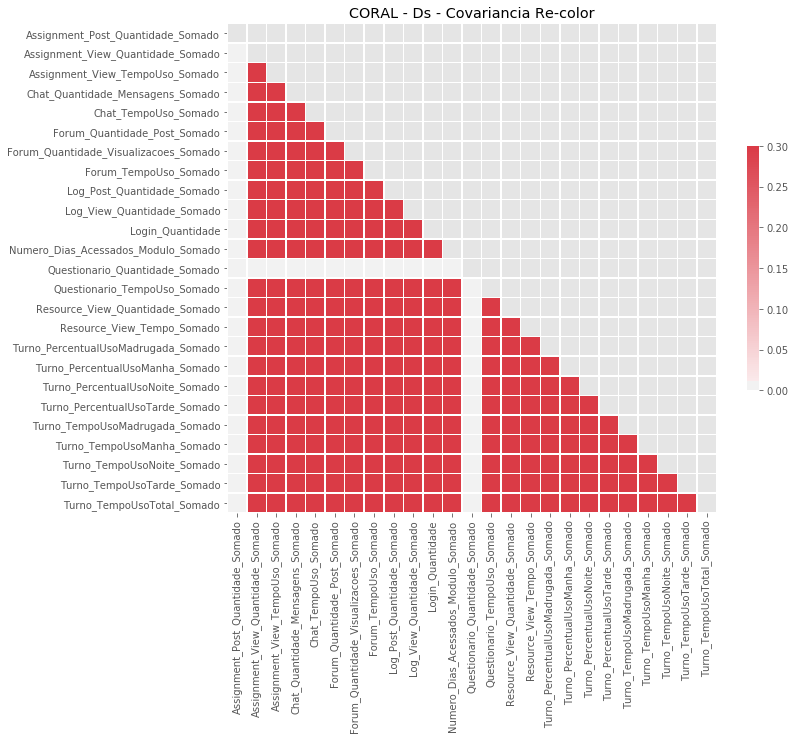 CORAL - Ds - Covariancia Re-color
Assignment_Post_Quantidade_Somado
Assignment_View_Quantidade_Somado
Assignment_View_TempoUso_Somado
Chat_Quantidade_Mensagens_Somado
Chat_TempoUso_Somado
Forum_Quantidade_Post_Somado
Forum_Quantidade_Visualizacoes_Somado
Forum_TempoUso_Somado
Log_Post_Quantidade_Somado
Log_View_Quantidade_Somado
Login_Quantidade
Numero_Dias_Acessados_Modulo_Somado
Questionario_Quantidade_Somado
Questionario_TempoUso_Somado
Resource_View_Quantidade_Somado
Resource_View_Tempo_Somado
Turno_PercentualUsoMadrugada_Somado
Turno_PercentualUsoManha_Somado
Turno_PercentualUsoNoite_Somado
Turno_PercentualUsoTarde_Somado
Turno_TempoUsoMadrugada_Somado
Turno_TempoUsoManha_Somado
Turno_TempoUsoNoite_Somado
Turno_TempoUsoTarde_Somado
Turno_TempoUsoTotal_Somado
Assignment_Post_Quantidade_Somado
Assignment_View_Quantidade_Somado
Assignment_View_TempoUso_Somado
Chat_Quantidade_Mensagens_Somado
Chat_TempoUso_Somado
Forum_Quantidade_Post_Somado
Forum_Quantidade_Visualizacoes_Somado
Forum_TempoUso_Somado
Log_Post_Quantidade_Somado
Log_View_Quantidade_Somado
Login_Quantidade
Numero_Dias_Acessados_Modulo_Somado
Questionario_Quantidade_Somado
Questionario_TempoUso_Somado
Resource_View_Quantidade_Somado
Resource_View_Tempo_Somado
Turno_PercentualUsoMadrugada_Somado
Turno_PercentualUsoManha_Somado
Turno_PercentualUsoNoite_Somado
Turno_PercentualUsoTarde_Somado
Turno_TempoUsoMadrugada_Somado
Turno_TempoUsoManha_Somado
Turno_TempoUsoNoite_Somado
Turno_TempoUsoTarde_Somado
Turno_TempoUsoTotal_Somado
0.30
0.25
0.20
0.15
0.10
0.05
0.00